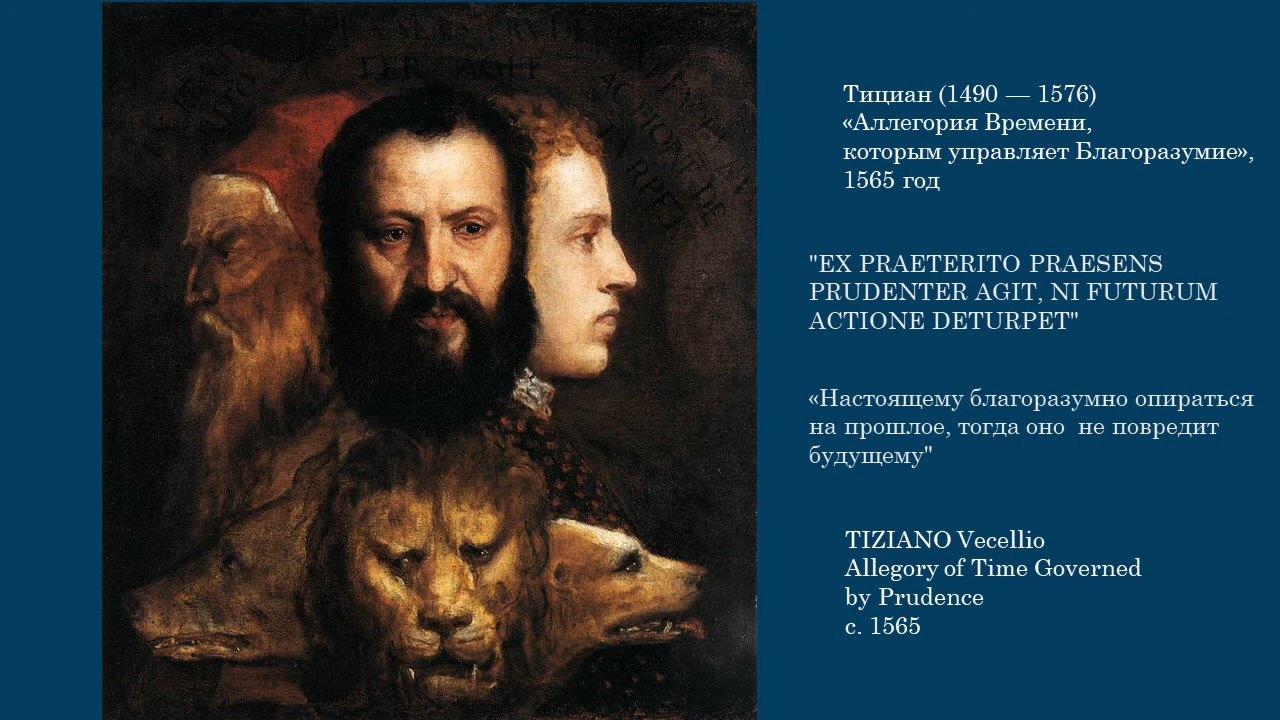 Тициан (1490 — 1576)
«Аллегория Времени,
которым управляет Благоразумие»,
1565 год
"EX PRAETERITO PRAESENS
PRUDENTER AGIT, NI FUTURUM
ACTIONE DETURPET"
«Настоящему благоразумно опираться
на прошлое, тогда оно  не повредит
будущему"
TIZIANO Vecellio
Allegory of Time Governed
by Prudence
c. 1565